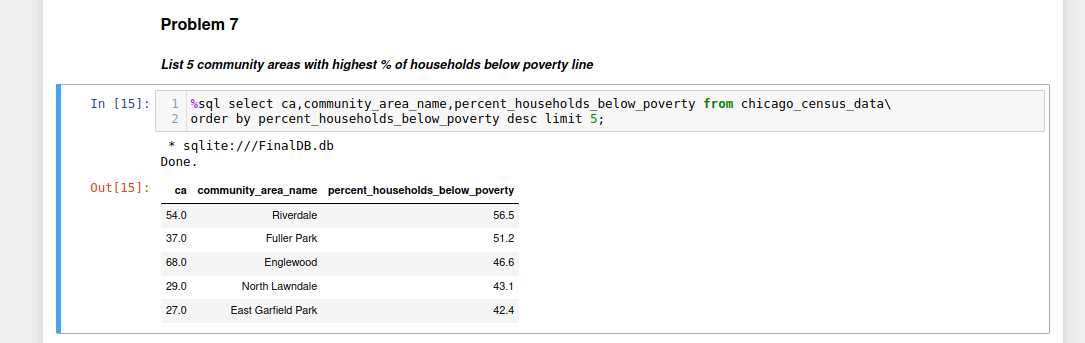 Problem 7
List 5 community areas with highest % of households below poverty line
In [15]:
1 %sql select ca,community_area_name,percent_households_below_poverty from chicago_census_data\
2 order by percent_households_below_poverty desc limit 5;
* sqlite:///FinalDB.db
Done.
Out[15]:
ca community_area_name percent_households_below_poverty
54.0 Riverdale 56.5
37.0 Fuller Park 51.2
68.0 Englewood 46.6
29.0 North Lawndale 43.1
27.0 East Garfield Park 42.4